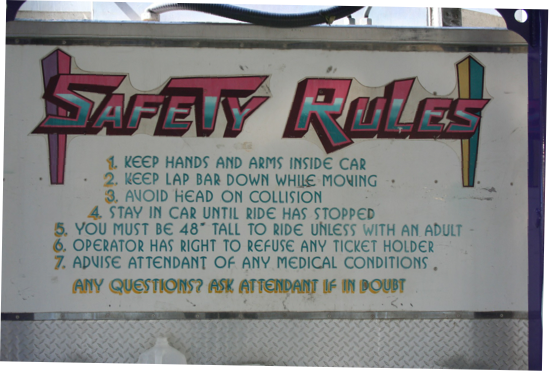 SAFETY RULES
1. KEEP HANDS AND ARMS INSIDE CAR
2. KEEP LAP BAR DOWN WHILE MOVING
3. AVOID HEAD ON COLLISION
4. STAY IN CAR UNTIL RIDE HAS STOPPED
5. YOU MUST BE 48" TALL TO RIDE UNLESS WITH AN ADULT
6. OPERATOR HAS RIGHT TO REFUSE ANY TICKET HOLDER
7. ADVISE ATTENDANT OF ANY MEDICAL CONDITIONS.
ANY QUESTIONS? ASK ATTENDANT IF IN DOUBT